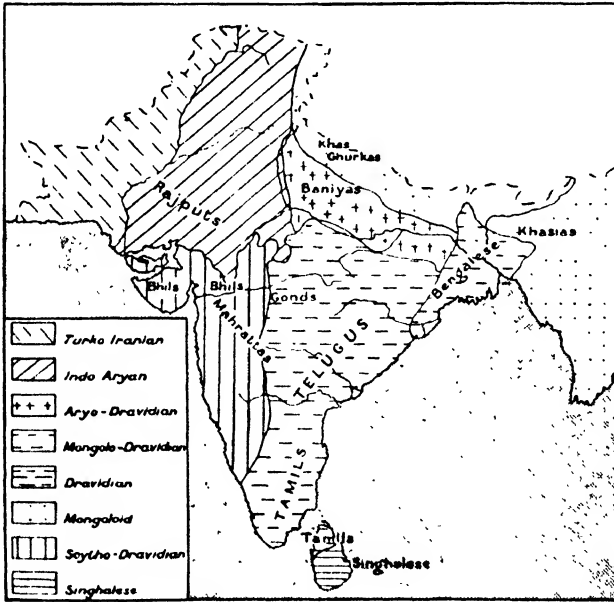 Khas
Ghurkas
Baniyas
Rajputs
Khasias
Bengalese
Bhils
Bhils
Gonds
Mahrattas
TELUGUS
TAMILS
Tamils
Singhalese
Turko Iranian
Indo Aryan
Aryo-Dravidian
Mongolo-Dravidian
Dravidian
Mongoloid
Scytho-Dravidian
Singhalese